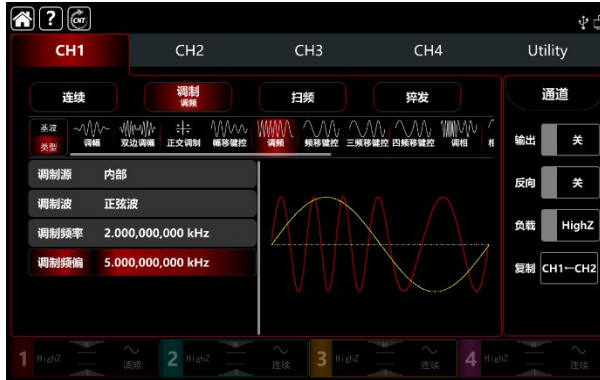 ? CNT
CH1 CH2 CH3 CH4 Utility
连续 调制 调频 扫频 猝发 通道
基波 类型 调幅 双边调幅 正交调制 幅移键控 调频 频移键控 三频移键控 四频移键控 调相
调制源 内部
调制波 正弦波
调制频率 2.000,000,000 kHz
调制频偏 5.000,000,000 kHz
输出 关
反向 关
负载 HighZ
复制 CH1←CH2
1 HighZ 调频 2 HighZ 连续 3 HighZ 连续 4 HighZ 连续